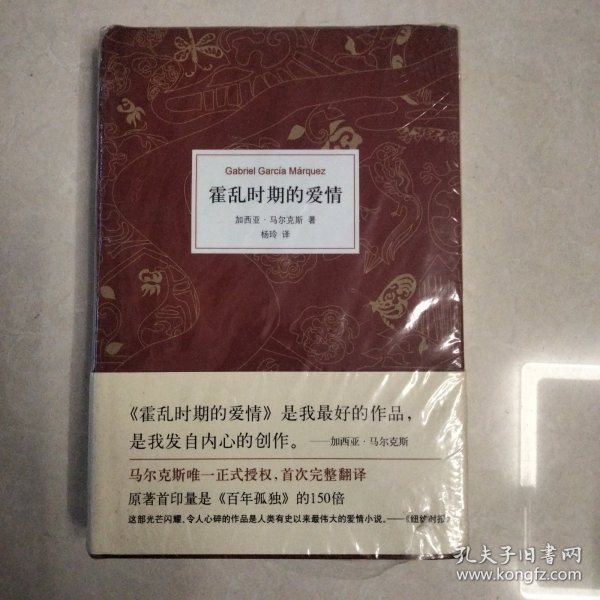 Gabriel García Márquez
霍乱时期的爱情
加西亚·马尔克斯 著
杨玲 译
《霍乱时期的爱情》是我最好的作品，
是我发自内心的创作。——加西亚·马尔克斯
马尔克斯唯一正式授权，首次完整翻译
原著首印量是《百年孤独》的150倍
这部光芒闪耀、令人心碎的作品是人类有史以来最伟大的爱情小说。——《纽约时报》
孔夫子旧书网
www.kongfz.com